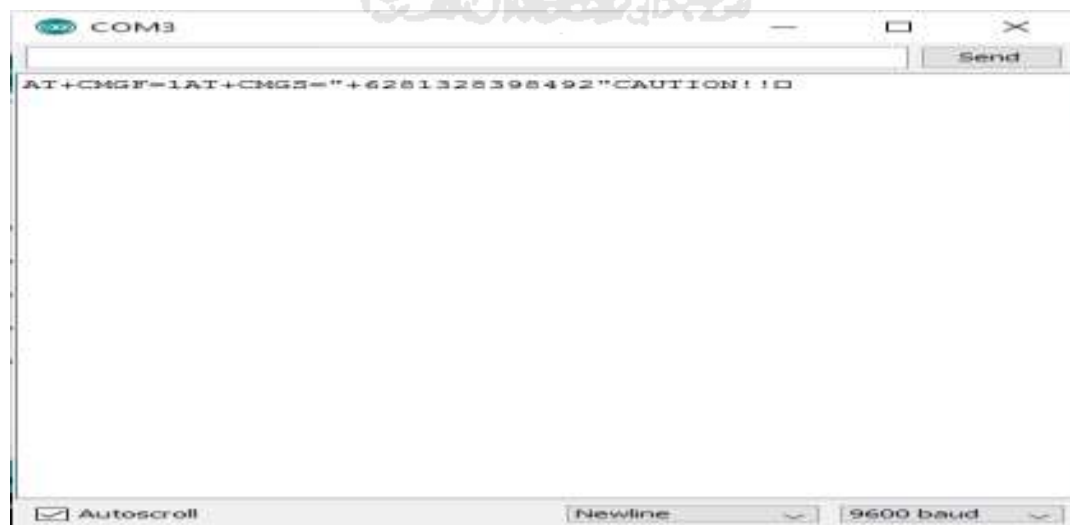 COM3
Send
AT+CMGF=1AT+CMGS="+6281328398492"CAUTION!!□
Autoscroll
Newline
9600 baud